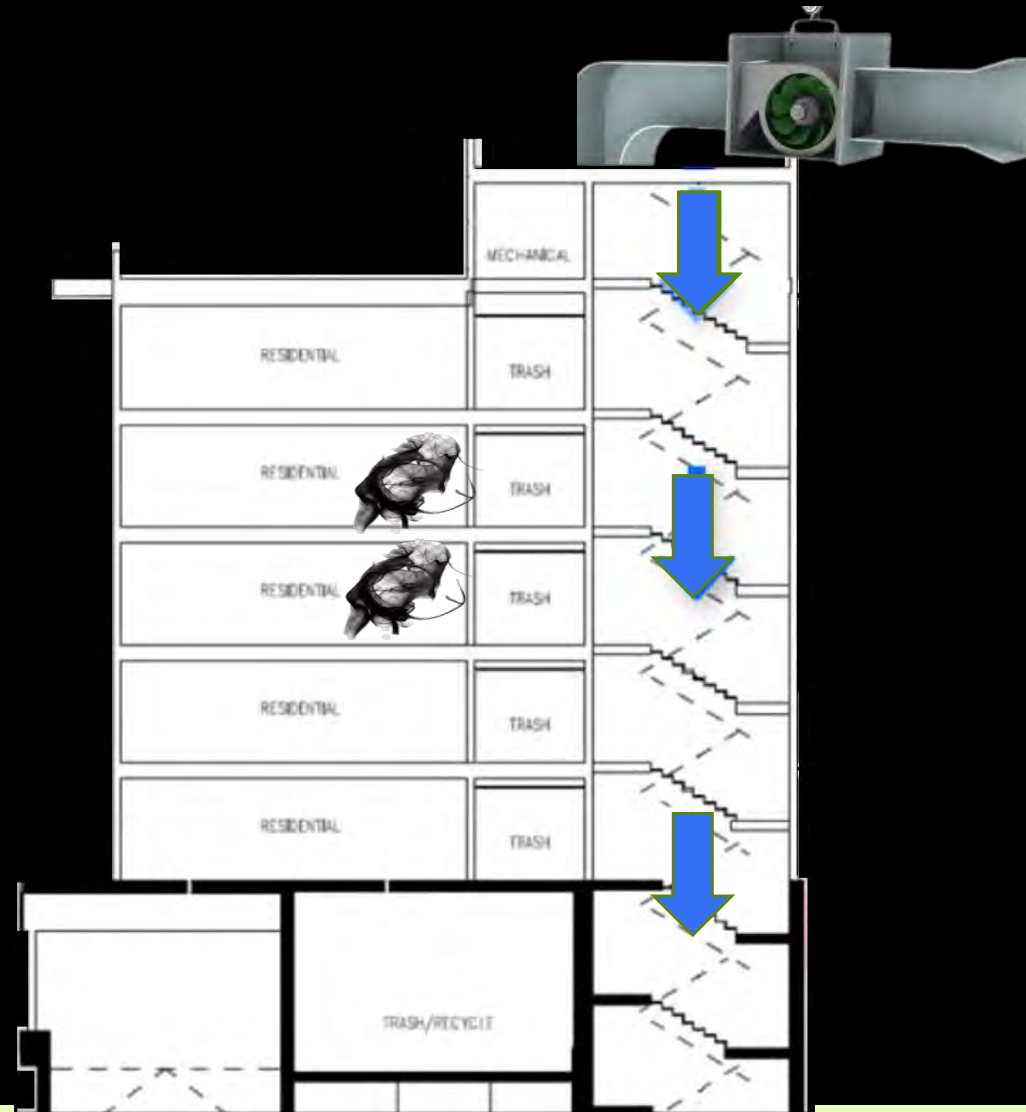 MECHANICAL
RESIDENTIAL
TRASH
RESIDENTIAL
TRASH
RESIDENTIAL
TRASH
RESIDENTIAL
TRASH
RESIDENTIAL
TRASH
TRASH/RECYCLE